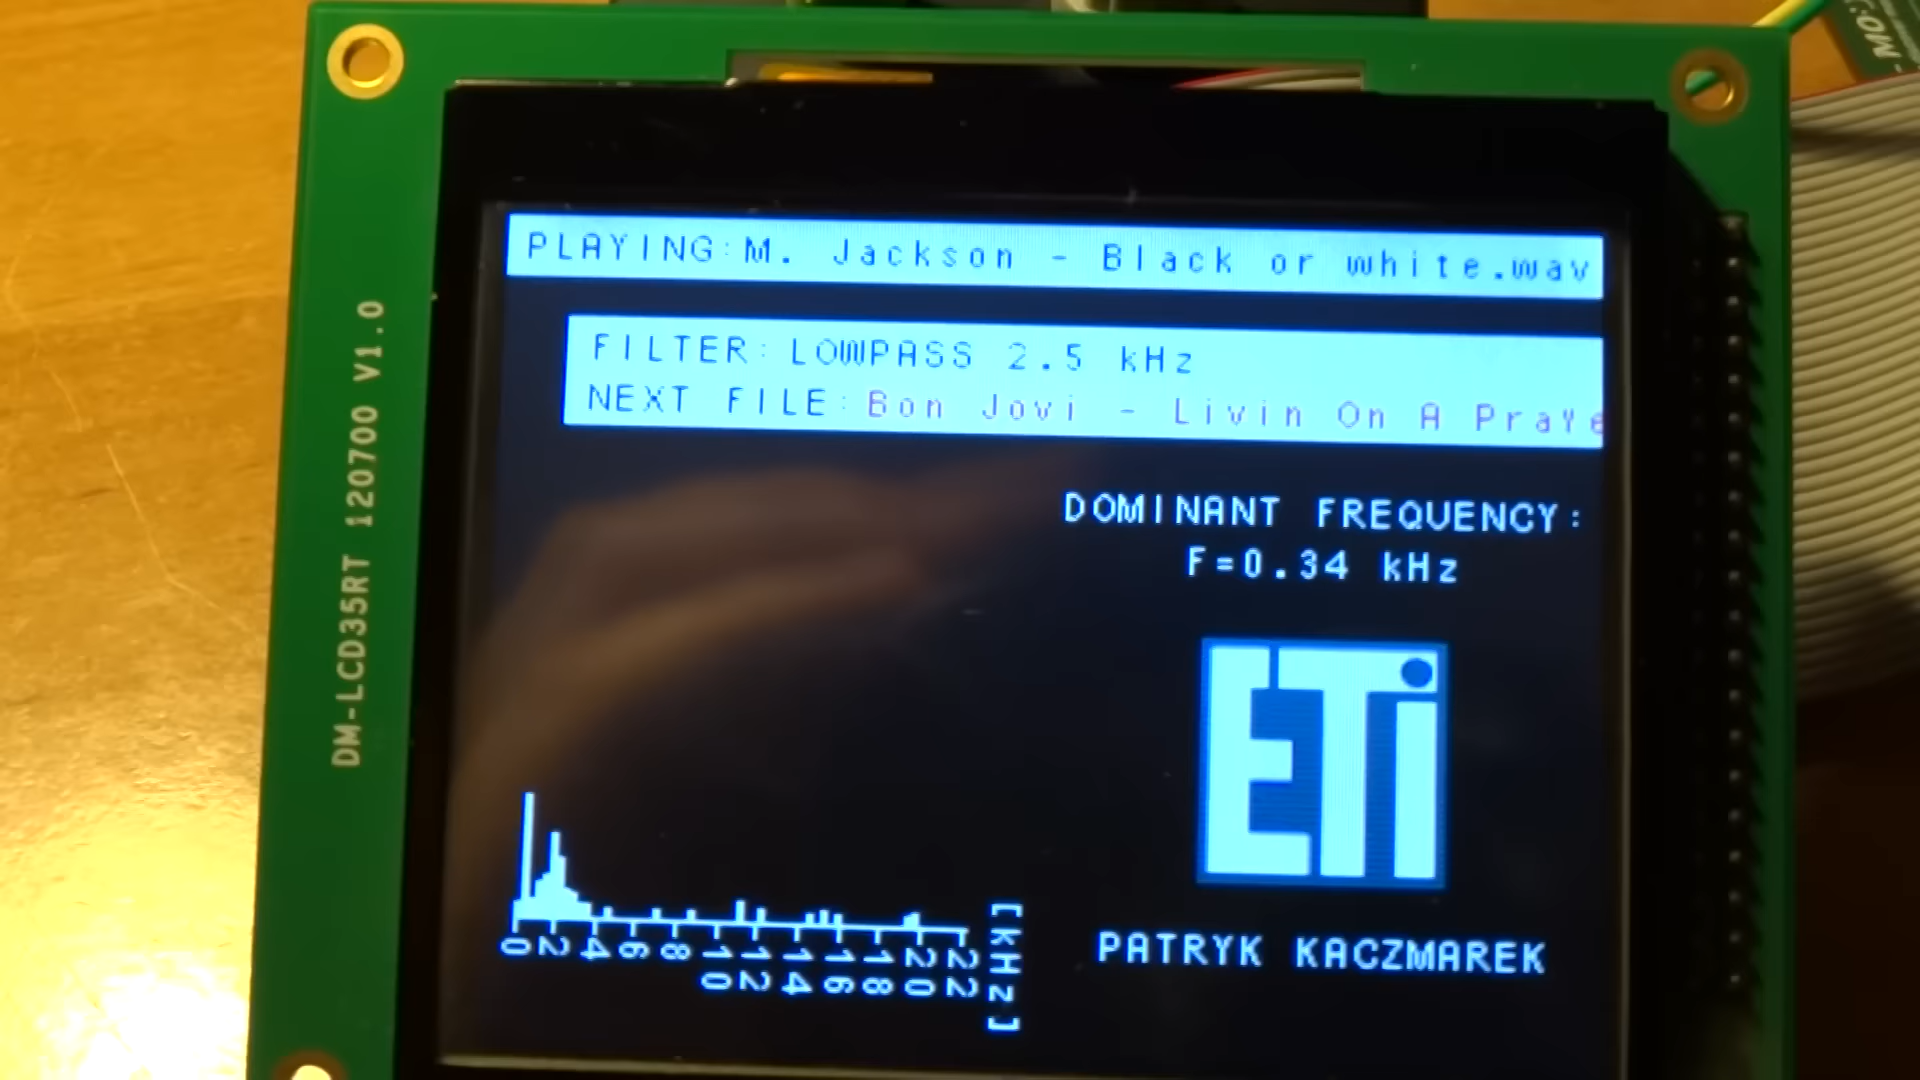 PLAYING:M. Jackson - Black or white.wav
FILTER: LOWPASS 2.5 kHz
NEXT FILE:Bon Jovi - Livin On A Praye
DOMINANT FREQUENCY:
F=0.34 kHz
ETi
PATRYK KACZMAREK
0 2 4 6 8 10 12 14 16 18 20 22 [kHz]
DM-LCD35RT 120700 V1.0